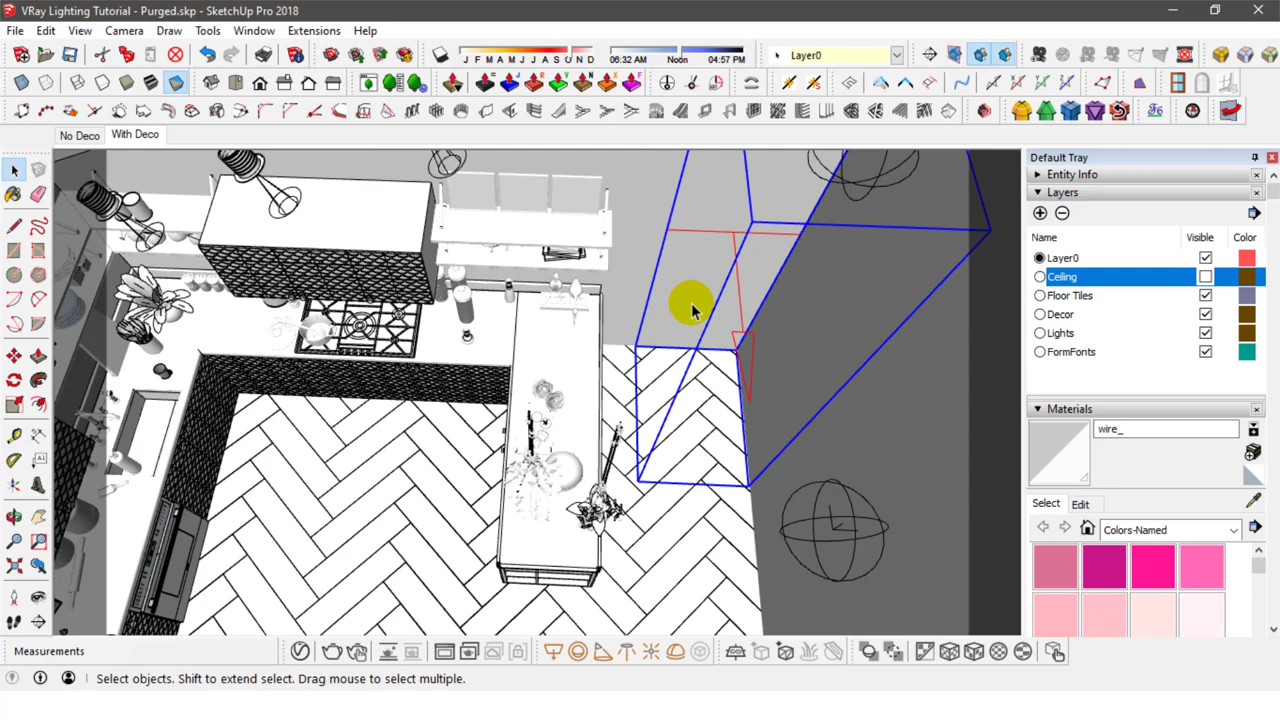 VRay Lighting Tutorial - Purged.skp - SketchUp Pro 2018
File Edit View Camera Draw Tools Window Extensions Help
J F M A M J J A S O N D 06:32 AM Noon 04:57 PM Layer0
No Deco With Deco
Default Tray
Entity Info
Layers
Name Visible Color
Layer0
Ceiling
Floor Tiles
Decor
Lights
FormFonts
Materials
wire_
Select Edit
Colors-Named
Measurements
Select objects. Shift to extend select. Drag mouse to select multiple.